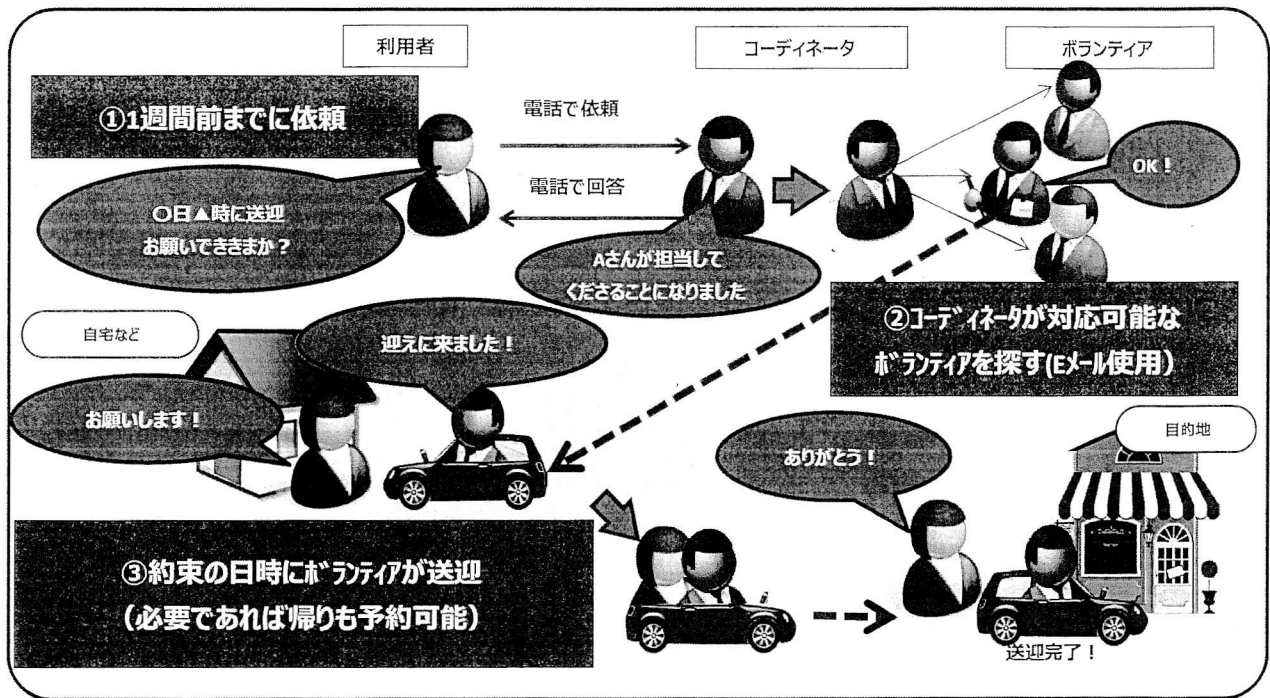 利用者
コーディネータ
ボランティア
①1週間前までに依頼
電話で依頼
電話で回答
OK！
〇日▲時に送迎
お願いでききまか？
Aさんが担当して
くださることになりました
②コーディネータが対応可能な
ボランティアを探す(Eメール使用)
自宅など
迎えに来ました！
お願いします！
目的地
ありがとう！
③約束の日時にボランティアが送迎
（必要であれば帰りも予約可能）
送迎完了！